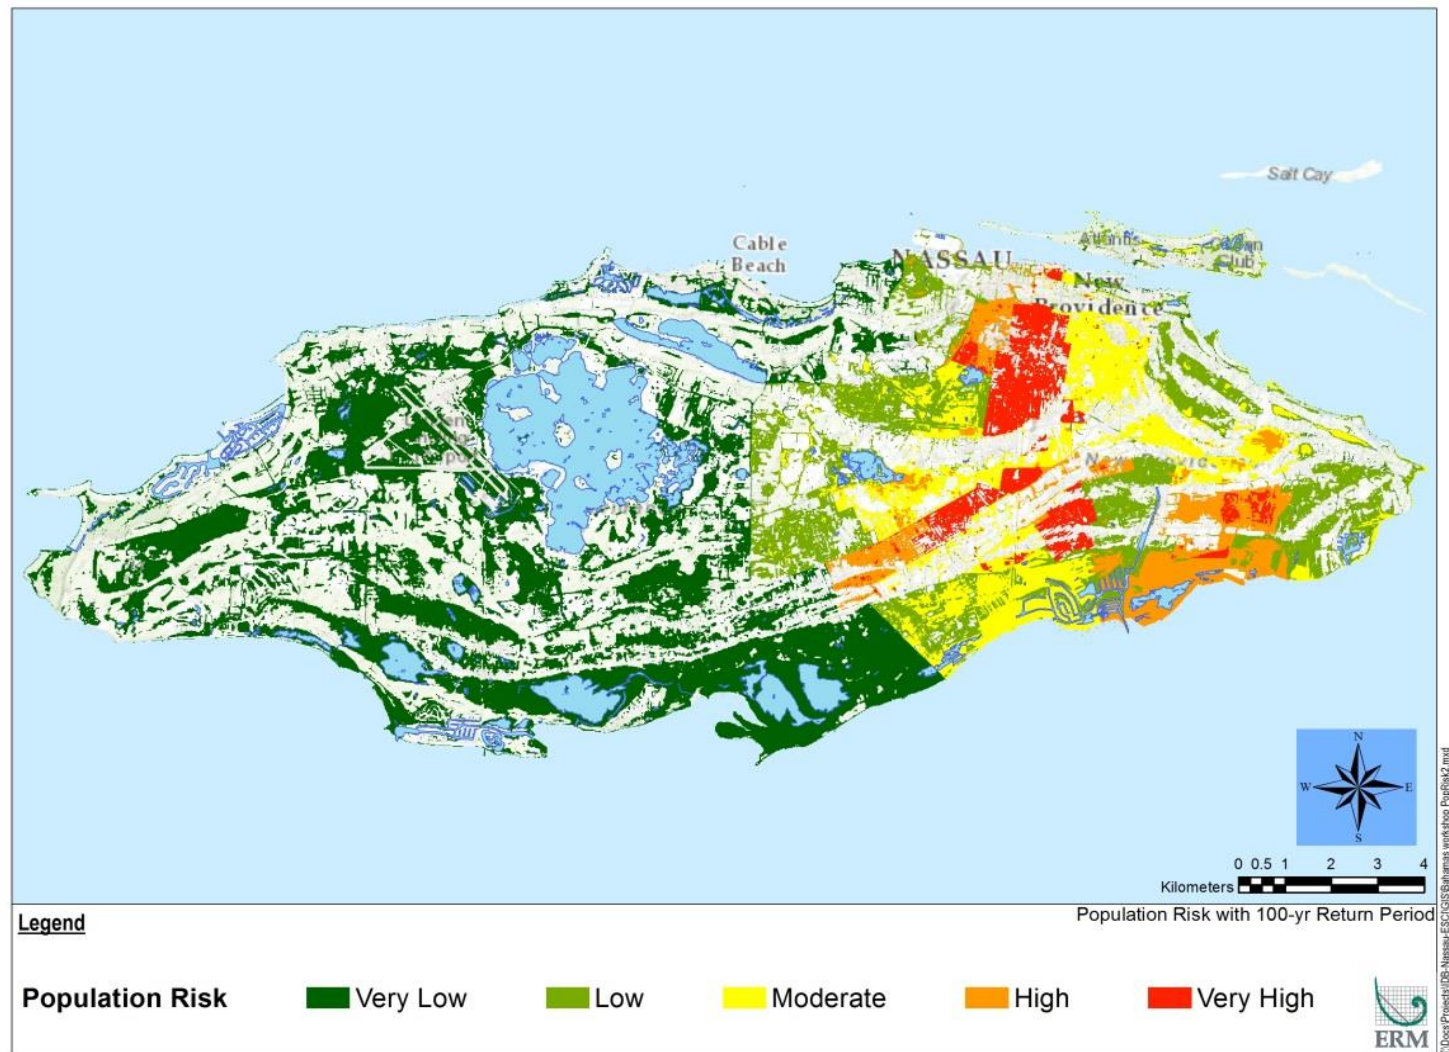 Salt Cay
Cable
Beach
Atlantis
NASSAU
Club
New
Providence
N
W
E
S
0 0.5 1 2 3 4
Kilometers
Population Risk with 100-yr Return Period
Legend
Population Risk
Very Low
Low
Moderate
High
Very High
ERM